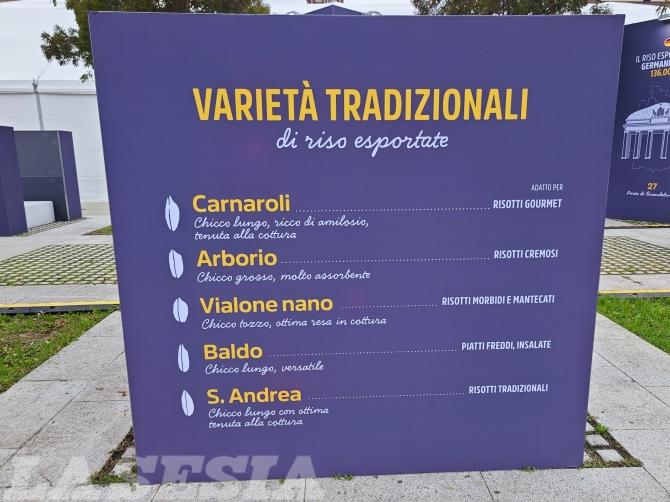 VARIETÀ TRADIZIONALI
di riso esportate
ADATTO PER
Carnaroli ........ RISOTTI GOURMET
Chicco lungo, ricco di amilosio,
tenuta alla cottura
Arborio ........ RISOTTI CREMOSI
Chicco grosso, molto assorbente
Vialone nano ........ RISOTTI MORBIDI E MANTECATI
Chicco tozzo, ottima resa in cottura
Baldo ........ PIATTI FREDDI, INSALATE
Chicco lungo, versatile
S. Andrea ........ RISOTTI TRADIZIONALI
Chicco lungo con ottima
tenuta alla cottura
IL RISO
GERMAN
136.00
27
Porta di
LA SESIA